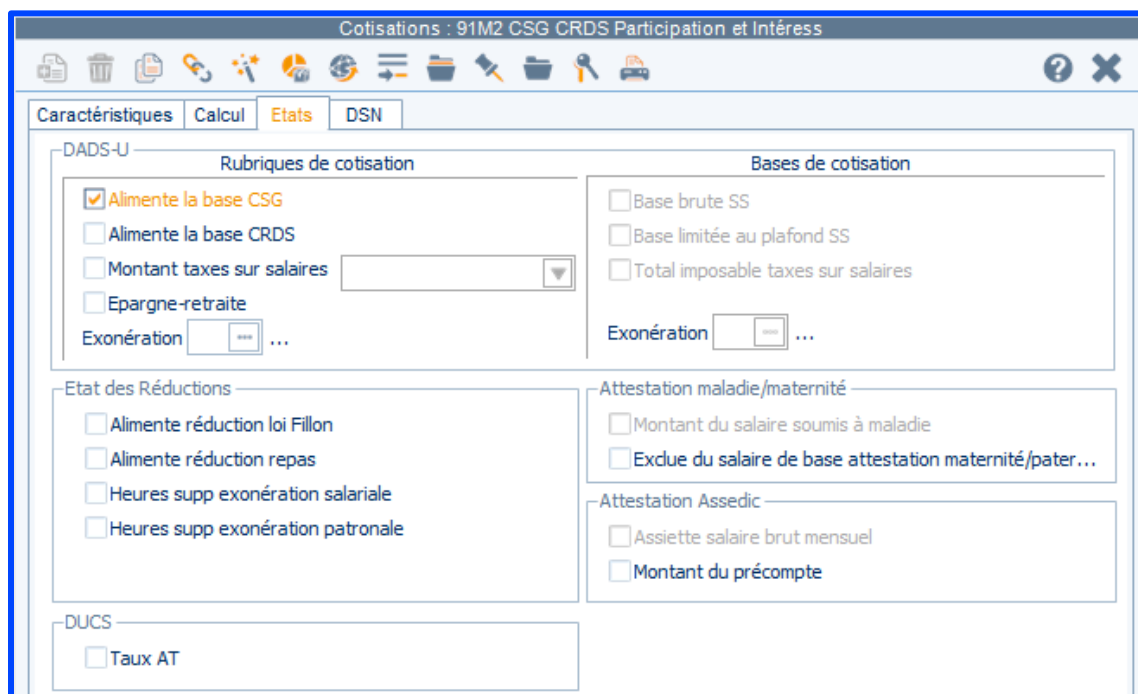 Cotisations : 91M2 CSG CRDS Participation et Intéress
Caractéristiques Calcul Etats DSN
DADS-U
Rubriques de cotisation
Alimente la base CSG
Alimente la base CRDS
Montant taxes sur salaires
Epargne-retraite
Exonération ... ...
Bases de cotisation
Base brute SS
Base limitée au plafond SS
Total imposable taxes sur salaires
Exonération ... ...
Etat des Réductions
Alimente réduction loi Fillon
Alimente réduction repas
Heures supp exonération salariale
Heures supp exonération patronale
Attestation maladie/maternité
Montant du salaire soumis à maladie
Exclue du salaire de base attestation maternité/pater...
Attestation Assedic
Assiette salaire brut mensuel
Montant du précompte
DUCS
Taux AT